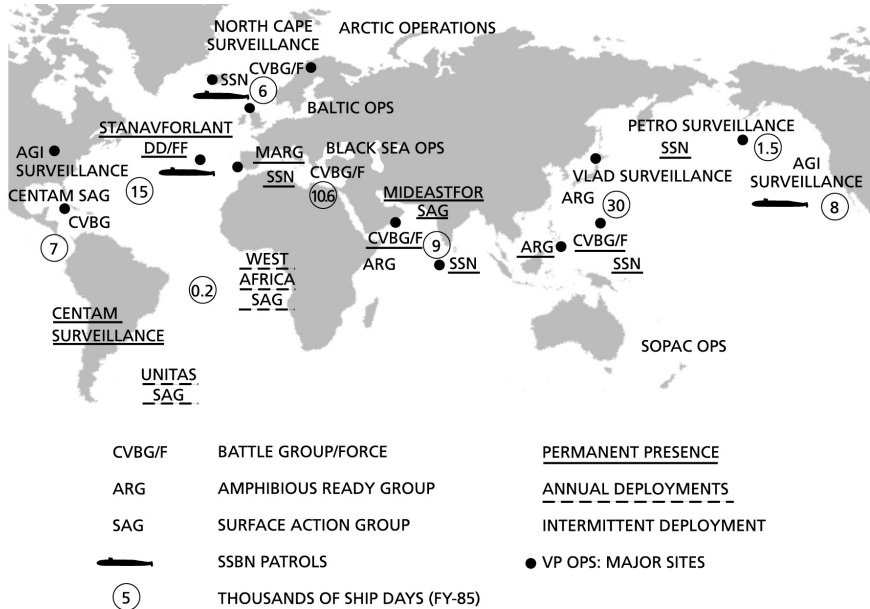 NORTH CAPE
SURVEILLANCE
ARCTIC OPERATIONS
SSN
CVBG/F
6
BALTIC OPS
STANAVFORLANT
DD/FF
AGI
SURVEILLANCE
15
CENTAM SAG
CVBG
7
MARG
SSN
BLACK SEA OPS
CVBG/F
10.6
MIDEASTFOR
SAG
CVBG/F
9
ARG
SSN
WEST
AFRICA
SAG
0.2
CENTAM
SURVEILLANCE
UNITAS
SAG
PETRO SURVEILLANCE
SSN
1.5
VLAD SURVEILLANCE
AGI
SURVEILLANCE
8
ARG
30
ARG
CVBG/F
SSN
SOPAC OPS
CVBG/F BATTLE GROUP/FORCE PERMANENT PRESENCE
ARG AMPHIBIOUS READY GROUP ANNUAL DEPLOYMENTS
SAG SURFACE ACTION GROUP INTERMITTENT DEPLOYMENT
SSBN PATROLS VP OPS: MAJOR SITES
5 THOUSANDS OF SHIP DAYS (FY-85)